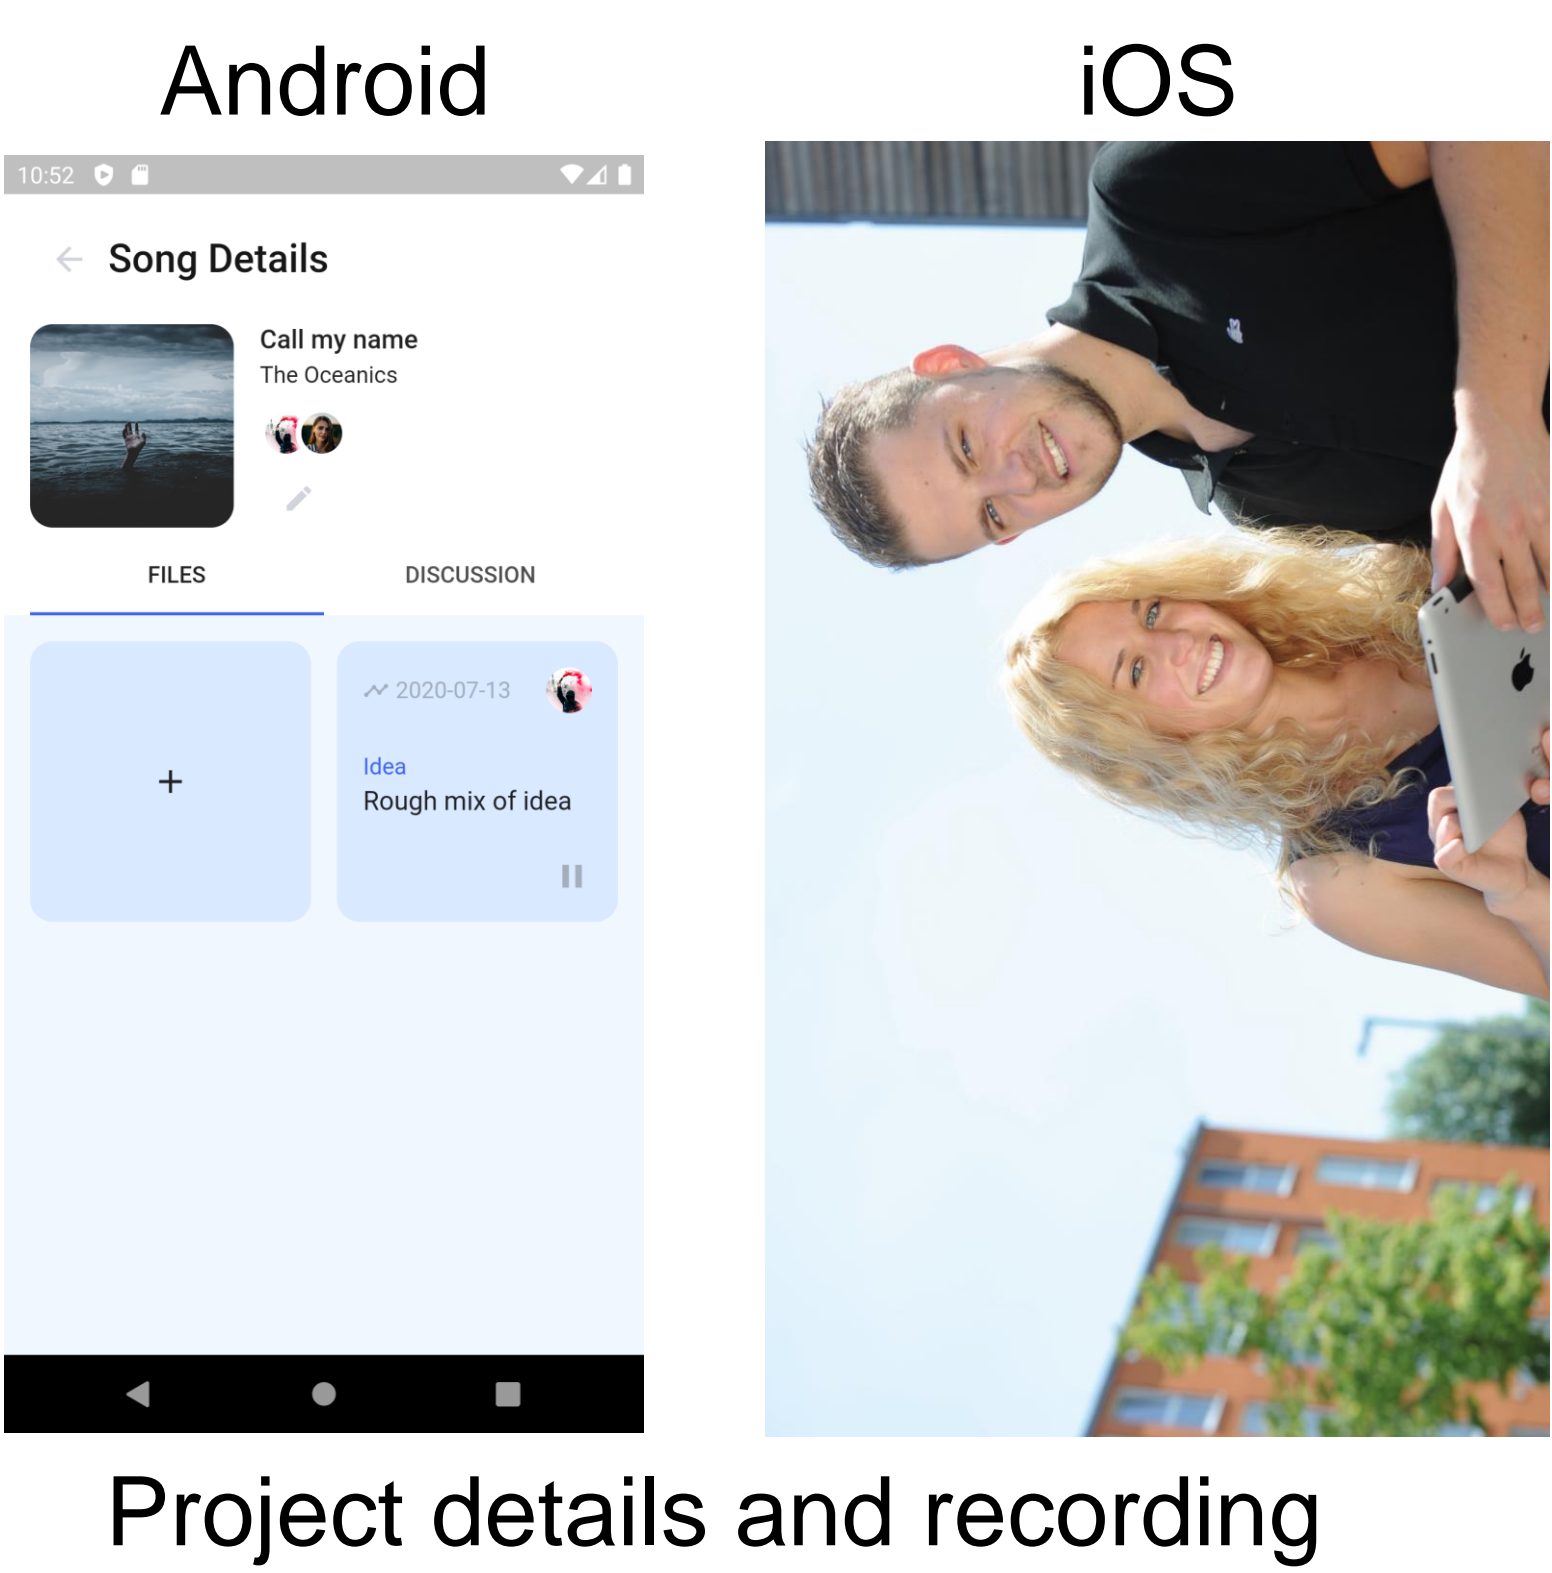 Android
iOS
10:52
Song Details
Call my name
The Oceanics
FILES
DISCUSSION
2020-07-13
Idea
Rough mix of idea
+
Project details and recording